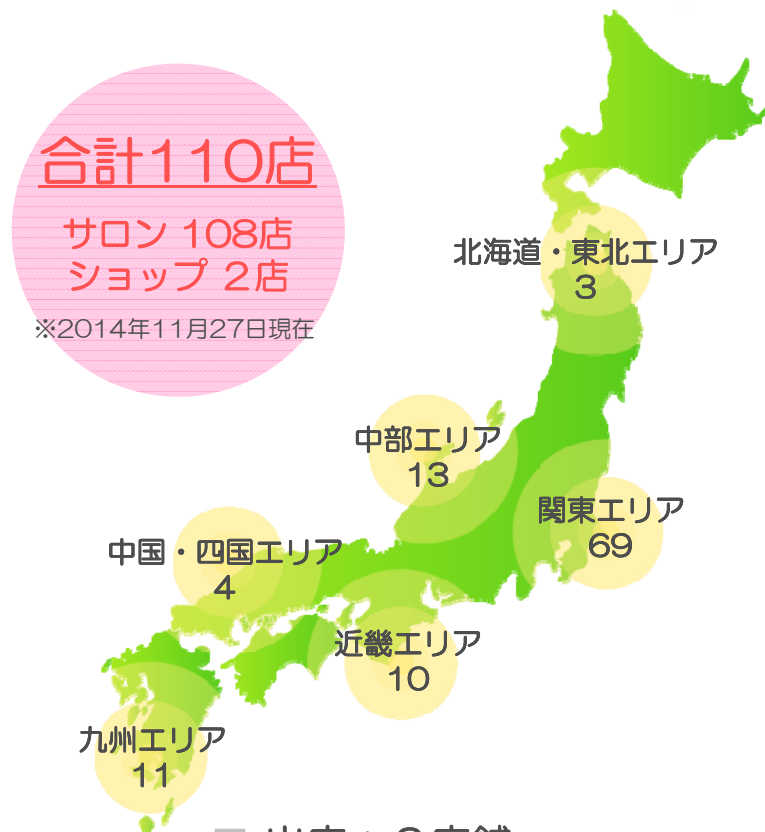 合計110店
サロン 108店
ショップ 2店
※2014年11月27日現在
北海道・東北エリア
3
中部エリア
13
関東エリア
69
中国・四国エリア
4
近畿エリア
10
九州エリア
11